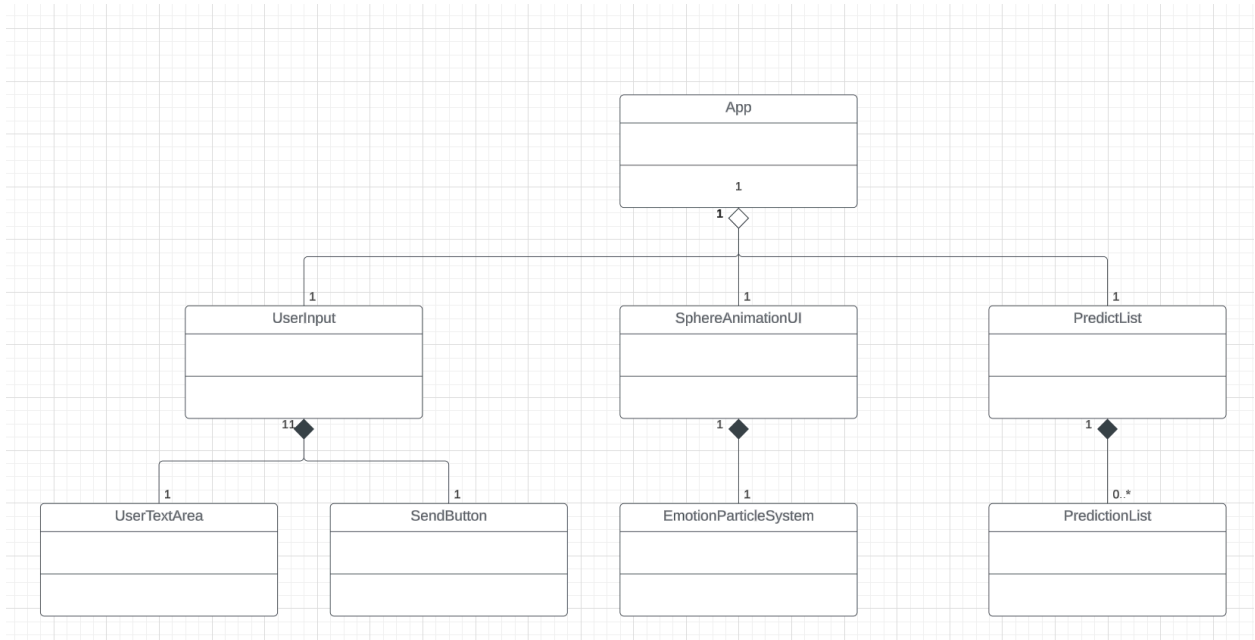 App
1
1
1
1
1
UserInput
SphereAnimationUI
PredictList
11
1
1
1
1
1
0..*
UserTextArea
SendButton
EmotionParticleSystem
PredictionList